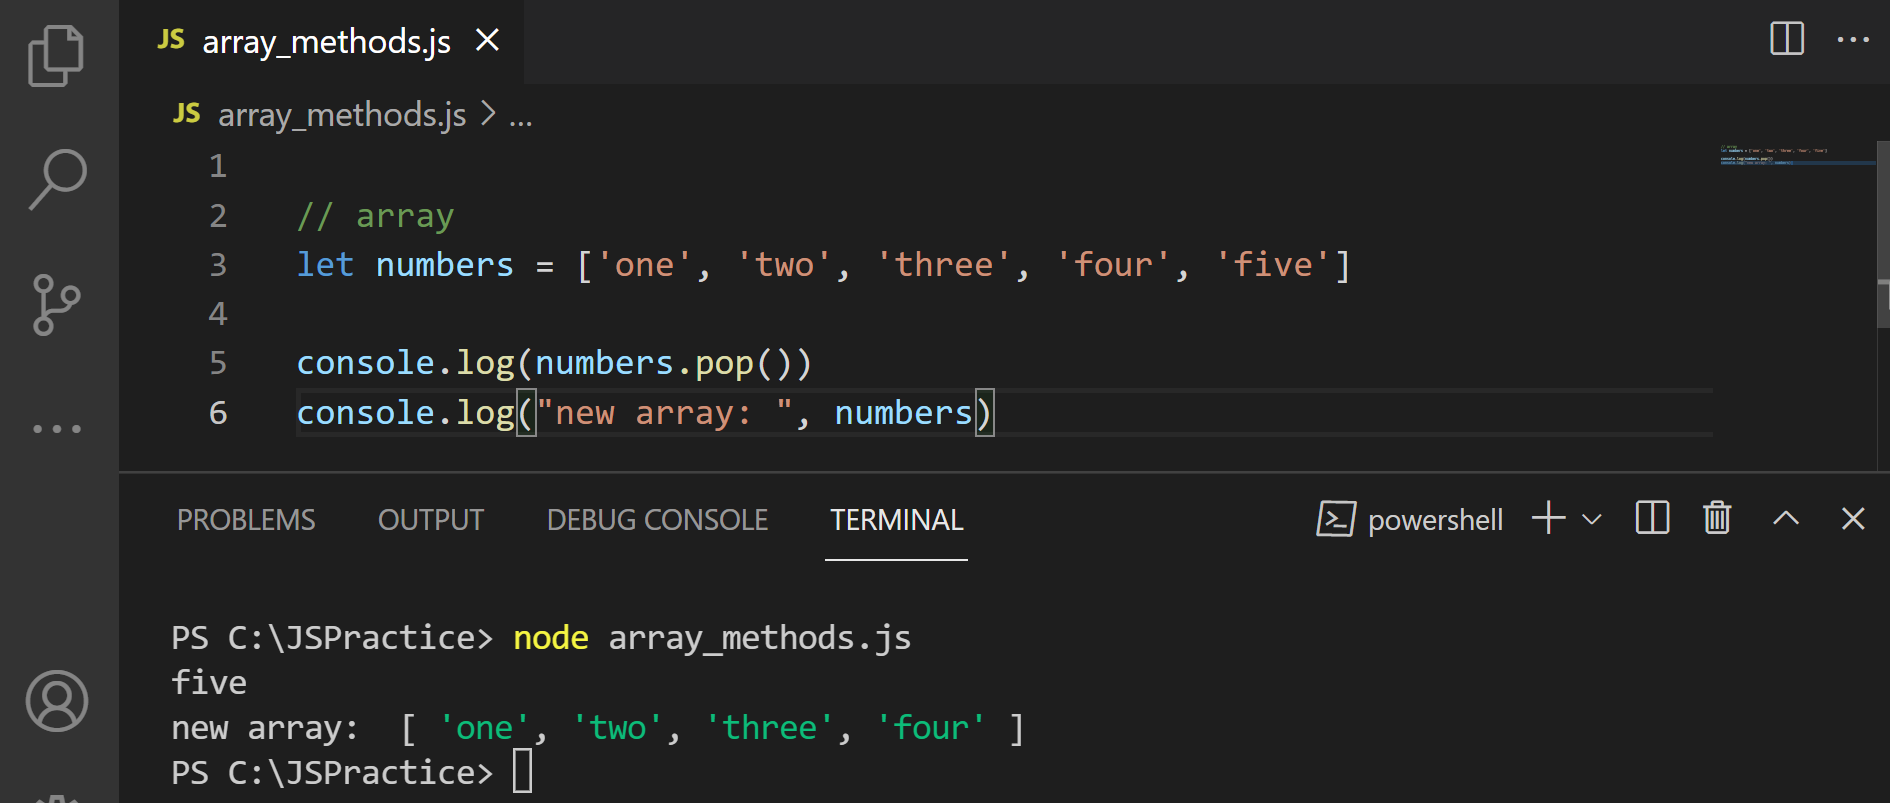 JS array_methods.js
JS array_methods.js > ...
1
2 // array
3 let numbers = ['one', 'two', 'three', 'four', 'five']
4
5 console.log(numbers.pop())
6 console.log("new array: ", numbers)
PROBLEMS OUTPUT DEBUG CONSOLE TERMINAL powershell
PS C:\JSPractice> node array_methods.js
five
new array:  [ 'one', 'two', 'three', 'four' ]
PS C:\JSPractice>